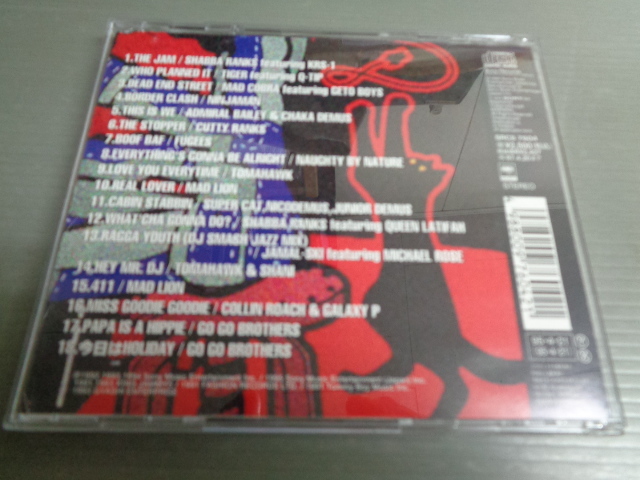 1.THE JAM / SHABBA RANKS featuring KRS-1
2.WHO PLANNED IT / TIGER featuring Q-TIP
3.DEAD END STREET / MAD COBRA featuring GETO BOYS
4.BORDER CLASH / NINJAMAN
5.THIS IS WE / ADMIRAL BAILEY & CHAKA DEMUS
6.THE STOPPER / CUTTY RANKS
7.BOOF BAF / FUGEES
8.EVERYTHING'S GONNA BE ALRIGHT / NAUGHTY BY NATURE
9.LOVE YOU EVERYTIME / TOMAHAWK
10.REAL LOVER / MAD LION
11.CABIN STABBIN' / SUPER CAT,NICODEMUS,JUNIOR DEMUS
12.WHAT'CHA GONNA DO? / SHABBA RANKS featuring QUEEN LATIFAH
13.RAGGA YOUTH (DJ SMASH JAZZ MIX)
/ JAMAL-SKI featuring MICHAEL ROSE
14.HEY MR. DJ / TOMAHAWK & SHANI
15.411 / MAD LION
16.MISS GOODIE GOODIE / COLLIN ROACH & GALAXY P
17.PAPA IS A HIPPIE / GO GO BROTHERS
18.今日はHOLIDAY / GO GO BROTHERS
STEREO